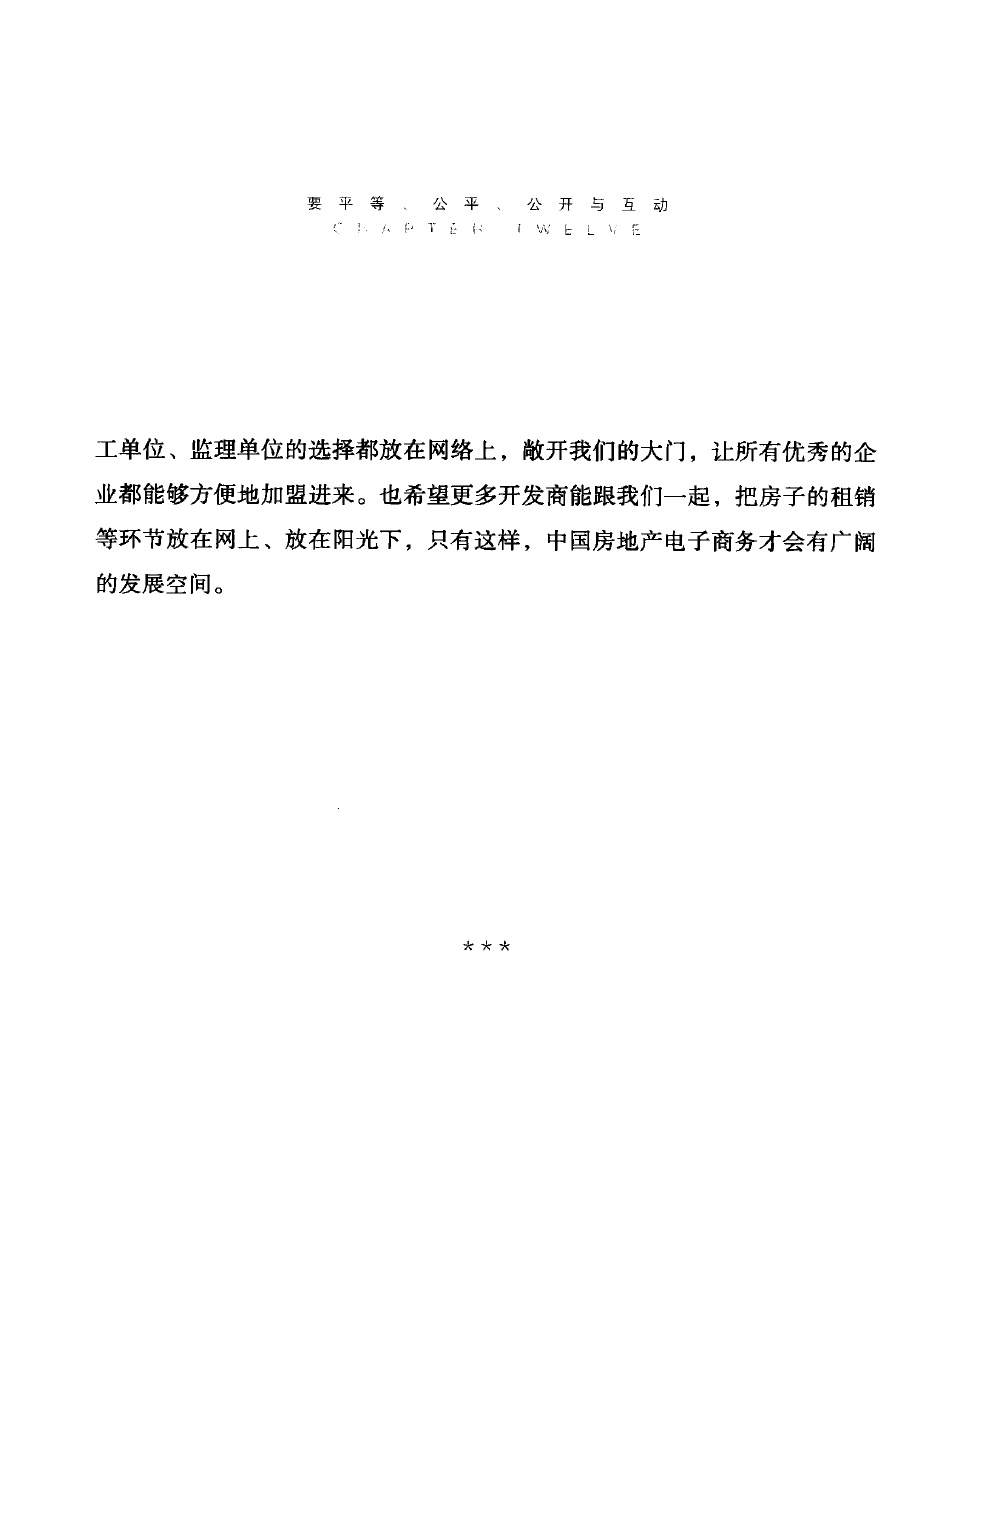 要平等、公平、公开与互动
CHAPTER TWELVE
工单位、监理单位的选择都放在网络上，敞开我们的大门，让所有优秀的企
业都能够方便地加盟进来。也希望更多开发商能跟我们一起，把房子的租销
等环节放在网上、放在阳光下，只有这样，中国房地产电子商务才会有广阔
的发展空间。
***